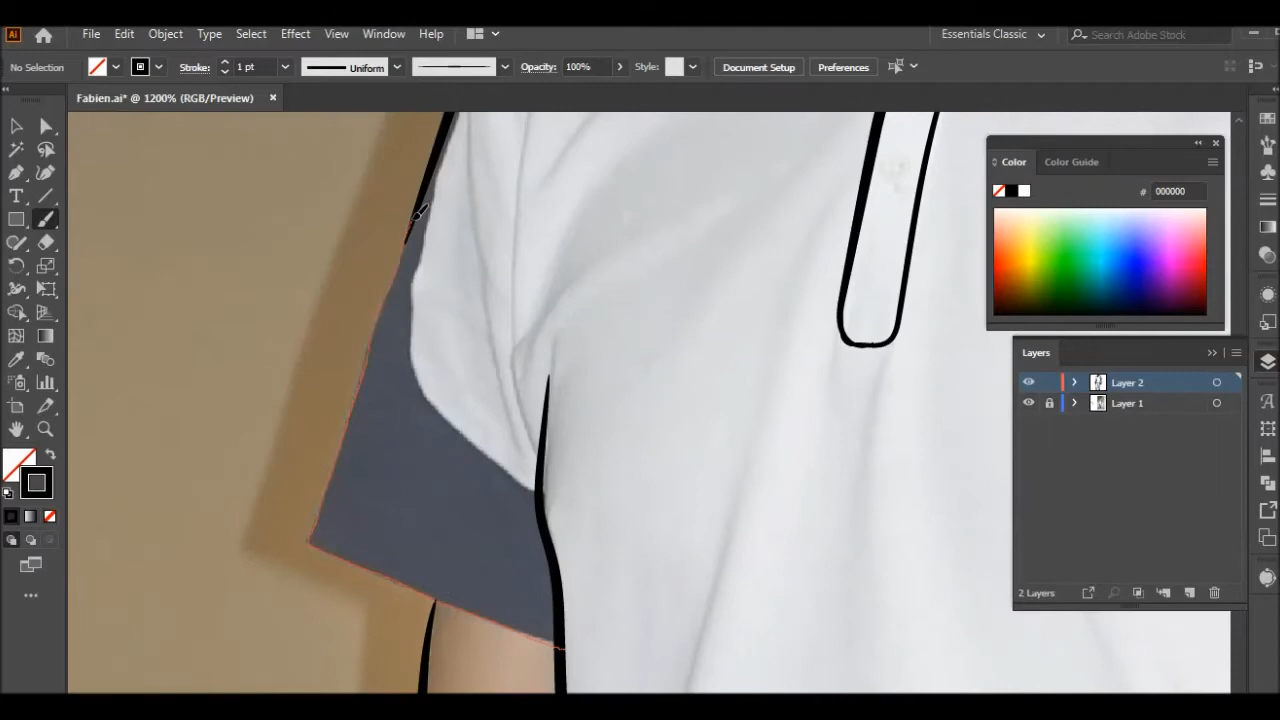 Ai File Edit Object Type Select Effect View Window Help Essentials Classic Search Adobe Stock
No Selection Stroke: 1 pt Uniform Opacity: 100% Style: Document Setup Preferences
Fabien.ai* @ 1200% (RGB/Preview)
Color Color Guide
# 000000
Layers
Layer 2
Layer 1
2 Layers